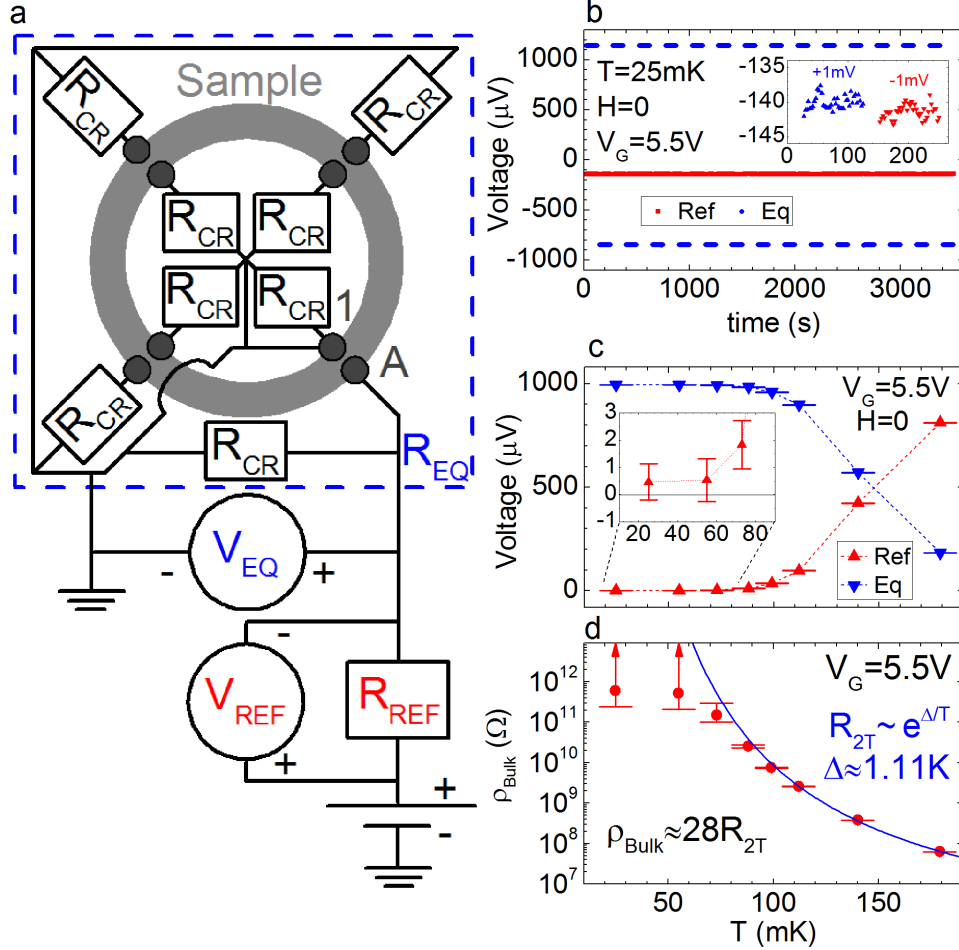 a
Sample
R_CR
R_CR
R_CR
R_CR
R_CR
R_CR
1
A
R_CR
R_CR
R_EQ
V_EQ
- +
-
V_REF
R_REF
+
+
-
b
Voltage (µV)
1000
500
0
-500
-1000
T=25mK
H=0
V_G=5.5V
-135
-140
-145
+1mV
-1mV
0 100 200
Ref Eq
0 1000 2000 3000
time (s)
c
Voltage (µV)
1000
500
0
V_G=5.5V
H=0
3
2
1
0
-1
20 40 60 80
Ref
Eq
d
ρ_Bulk (Ω)
10^12
10^11
10^10
10^9
10^8
10^7
V_G=5.5V
R_2T~e^Δ/T
Δ≈1.11K
ρ_Bulk≈28R_2T
50 100 150
T (mK)